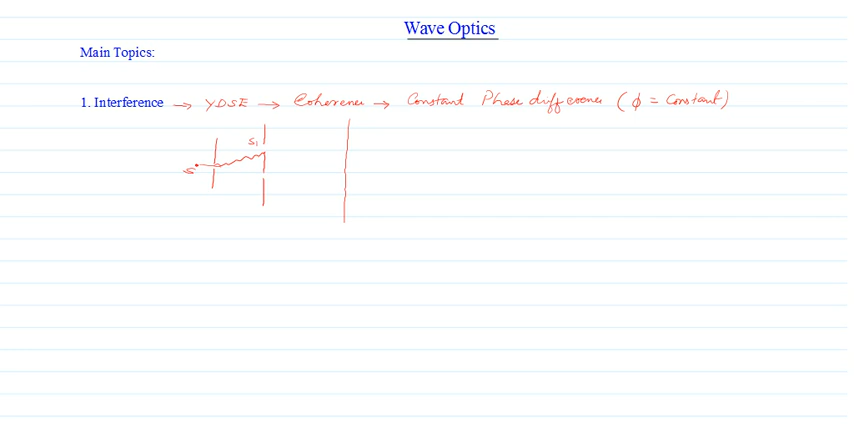 Wave Optics
Main Topics:
1. Interference → YDSE → Coherence → Constant Phase difference (ϕ = Constant)
S₁
S